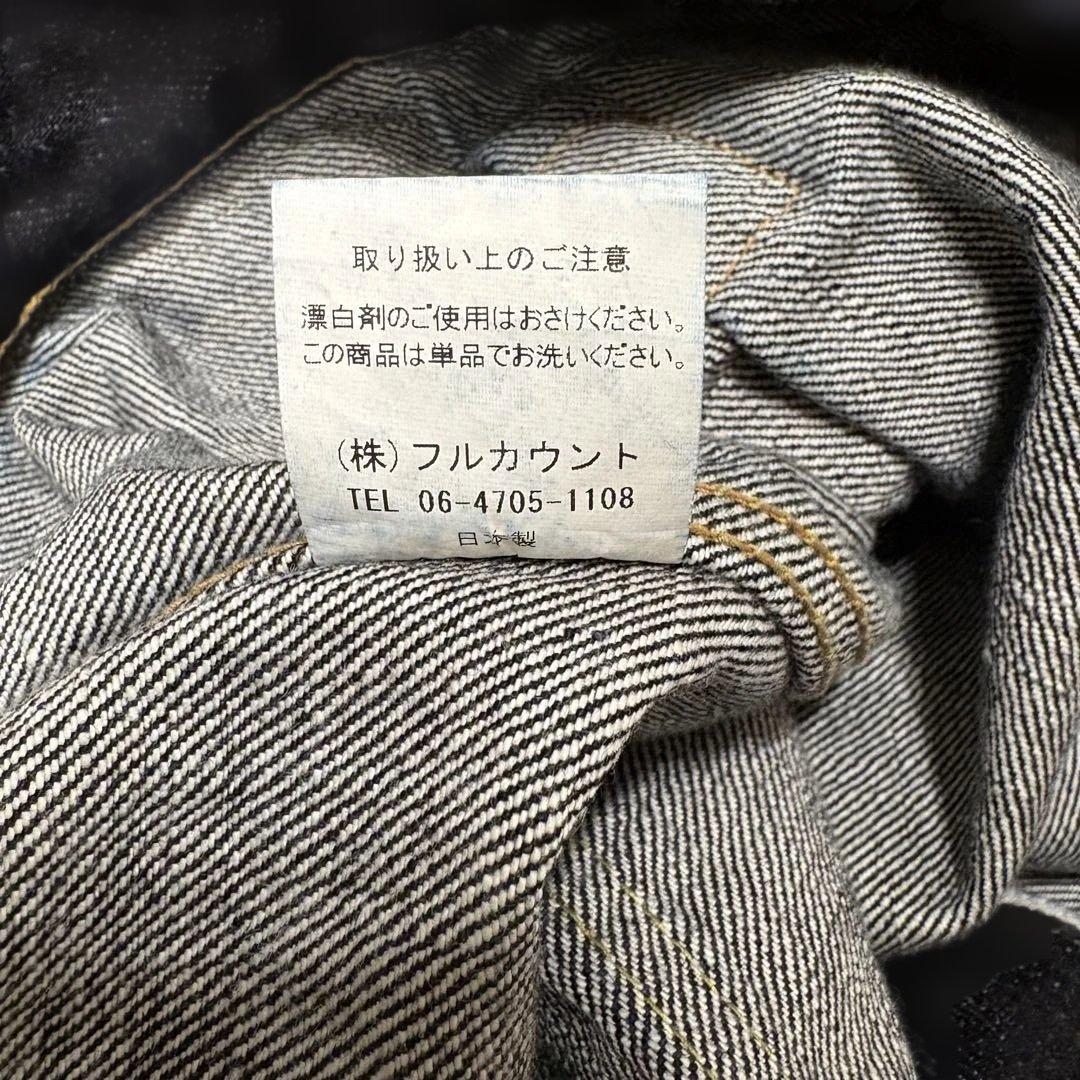 取り扱い上のご注意
漂白剤のご使用はおさけください。
この商品は単品でお洗いください。
(株)フルカウント
TEL 06-4705-1108
日本製